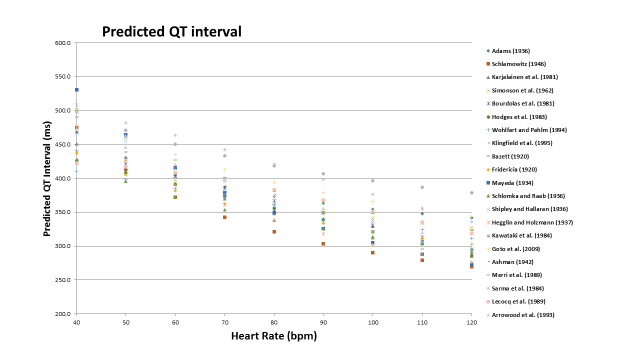 Predicted QT interval
600.0
550.0
500.0
450.0
400.0
350.0
300.0
250.0
200.0
40 50 60 70 80 90 100 110 120
Predicted QT Interval (ms)
Heart Rate (bpm)
Adams (1936)
Schlamowitz (1946)
Karjalainen et al. (1981)
Simonson et al. (1962)
Bourdolas et al. (1981)
Hodges et al. (1983)
Wohlfart and Pahlm (1994)
Klingfield et al. (1995)
Bazett (1920)
Fridericia (1920)
Mayeda (1934)
Schlomka and Raab (1936)
Shipley and Hallaran (1936)
Hegglin and Holzmann (1937)
Kawataki et al. (1984)
Goto et al. (2009)
Ashman (1942)
Merri et al. (1989)
Sarma et al. (1984)
Lecocq et al. (1989)
Arrowood et al. (1993)